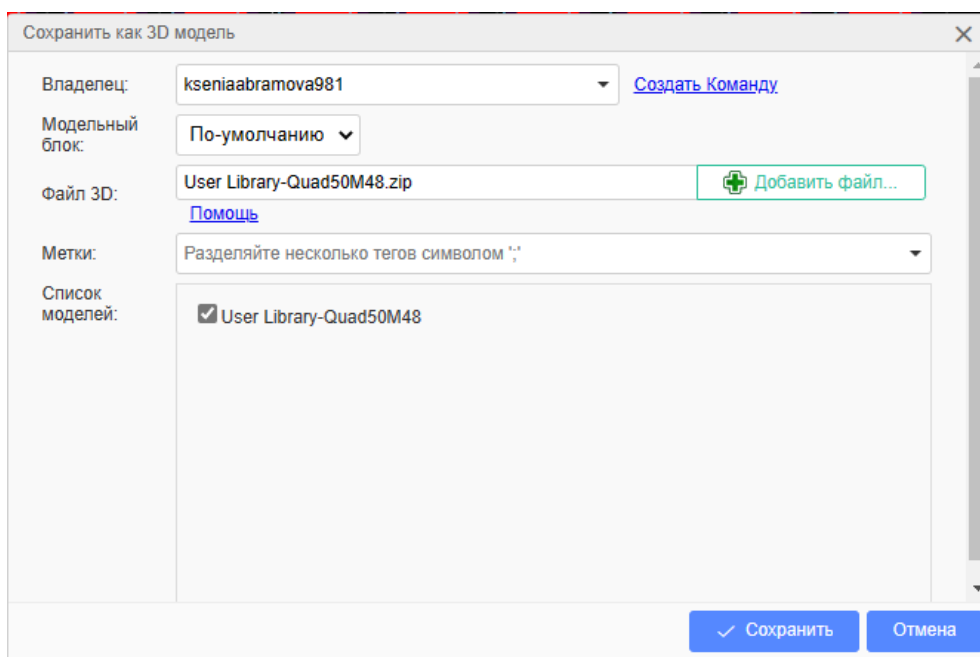 Сохранить как 3D модель
Владелец:
kseniaabramova981
Создать Команду
Модельный
блок:
По-умолчанию
Файл 3D:
User Library-Quad50M48.zip
Добавить файл...
Помощь
Метки:
Разделяйте несколько тегов символом ';'
Список
моделей:
User Library-Quad50M48
Сохранить
Отмена